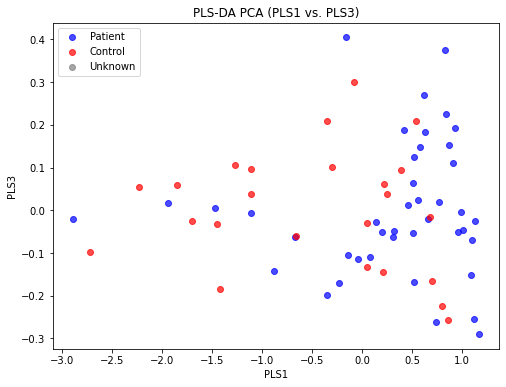 PLS-DA PCA (PLS1 vs. PLS3)
Patient
Control
Unknown
0.4
0.3
0.2
0.1
0.0
−0.1
−0.2
−0.3
PLS3
−3.0 −2.5 −2.0 −1.5 −1.0 −0.5 0.0 0.5 1.0
PLS1